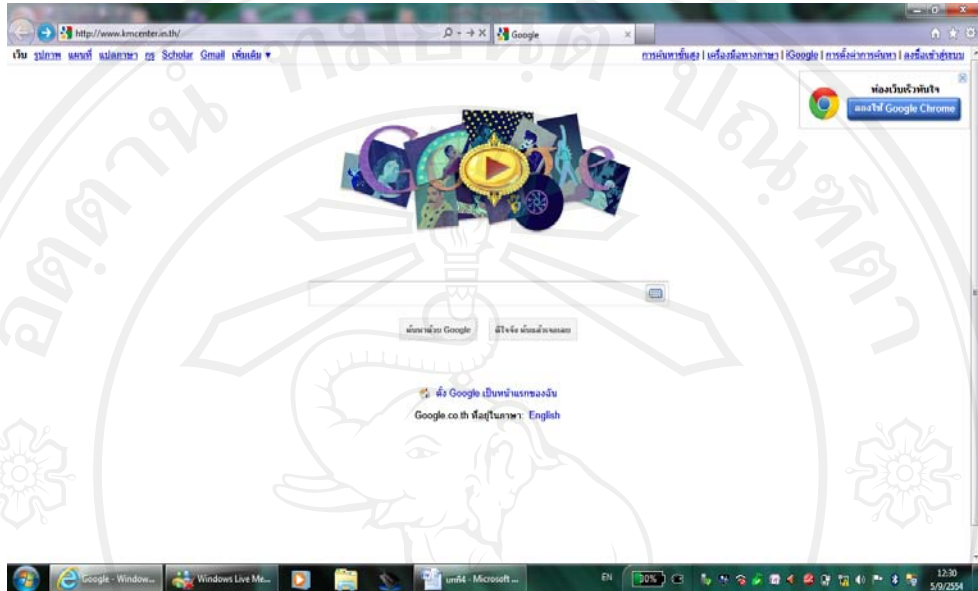 http://www.kmcenter.in.th/
Google
เว็บ รูปภาพ แผนที่ แปลภาษา กรุ Scholar Gmail เพิ่มเติม ▼
การค้นหาขั้นสูง | เครื่องมือทางภาษา | iGoogle | การตั้งค่าการค้นหา | ลงชื่อเข้าสู่ระบบ
ท่องเว็บเร็วทันใจ
ลองใช้ Google Chrome
Google
ค้นหาด้วย Google
ดีใจจัง ค้นแล้วเจอเลย
ตั้ง Google เป็นหน้าแรกของฉัน
Google.co.th ที่อยู่ในภาษา: English
Google - Window...
Windows Live Me...
บทที่4 - Microsoft ...
EN
12:30
5/9/2554